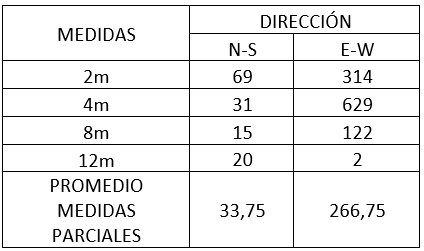 MEDIDAS DIRECCIÓN
N-S E-W
2m 69 314
4m 31 629
8m 15 122
12m 20 2
PROMEDIO
MEDIDAS 33,75 266,75
PARCIALES